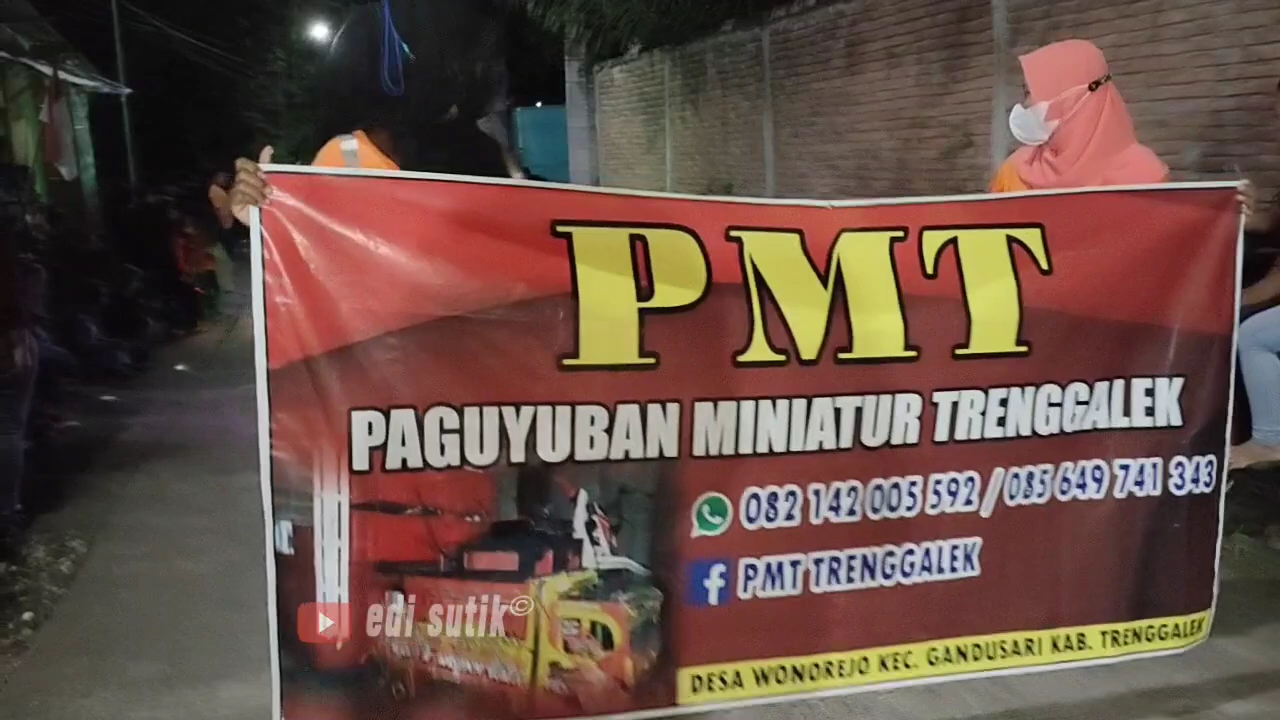 PMT
PAGUYUBAN MINIATUR TRENGGALEK
082 142 005 592 / 085 649 741 343
f PMT TRENGGALEK
edi sutik©
DESA WONOREJO KEC. GANDUSARI KAB. TRENGGALEK